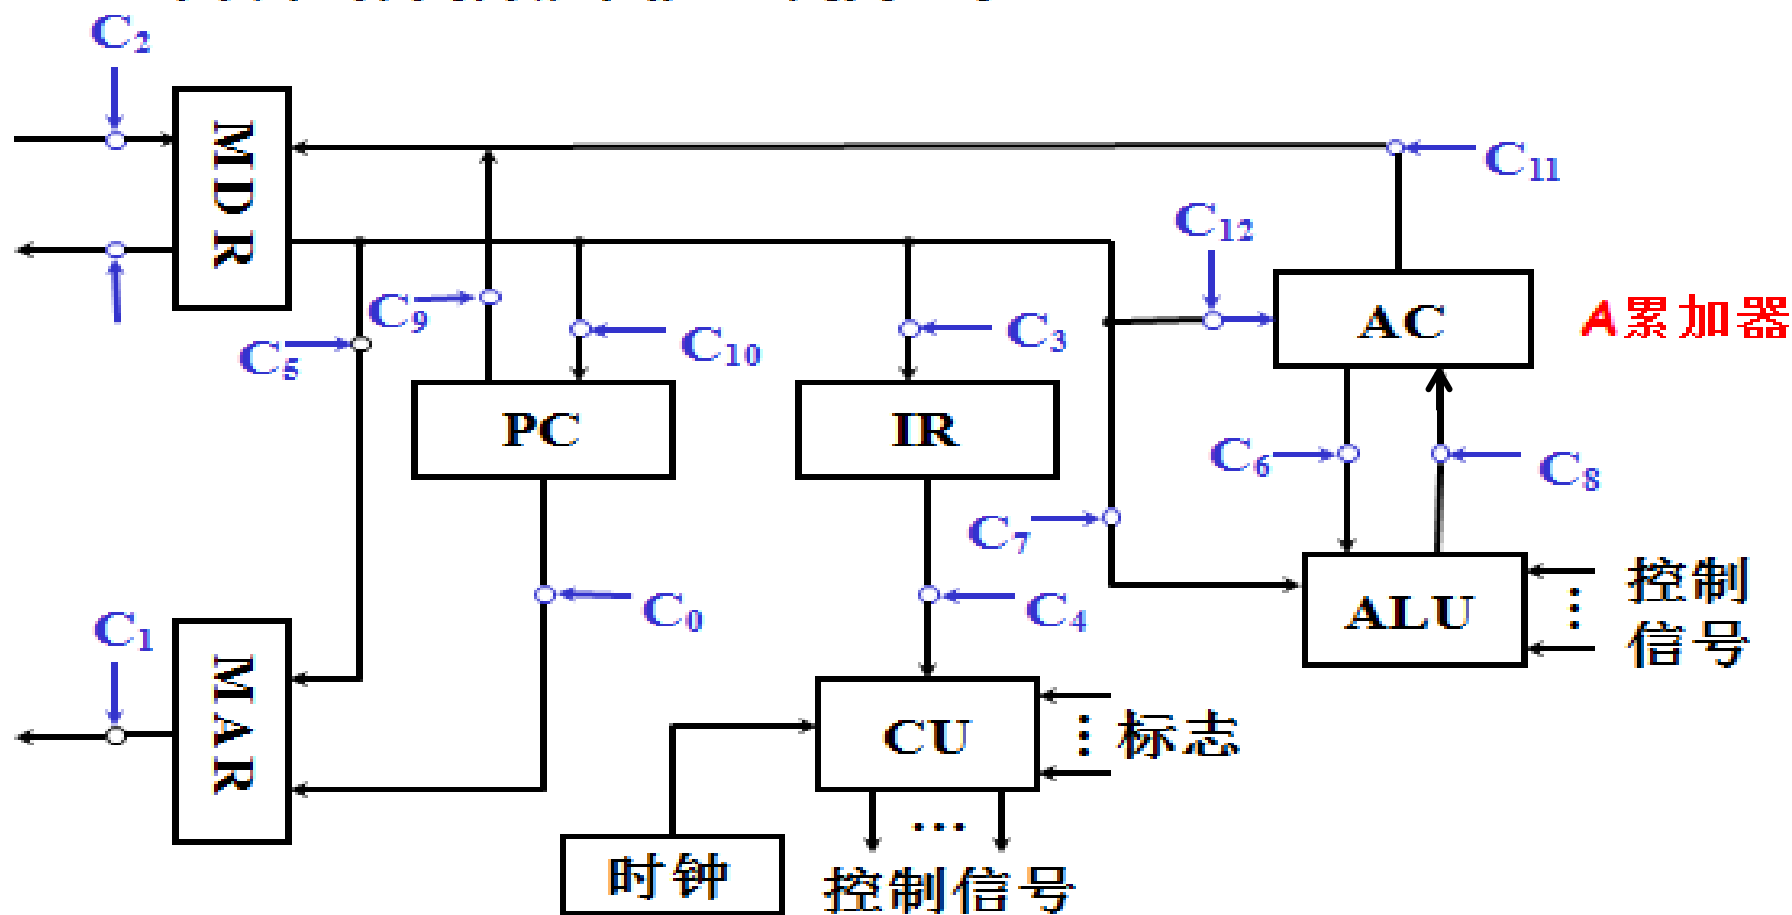 C₂
MDR
C₁₁
C₁₂
C₉
C₅
C₁₀
C₃
AC
A累加器
PC
IR
C₆
C₈
C₇
C₀
C₄
ALU
控制
⋮
信号
C₁
MAR
CU
⋮
标志
…
时钟
控制信号